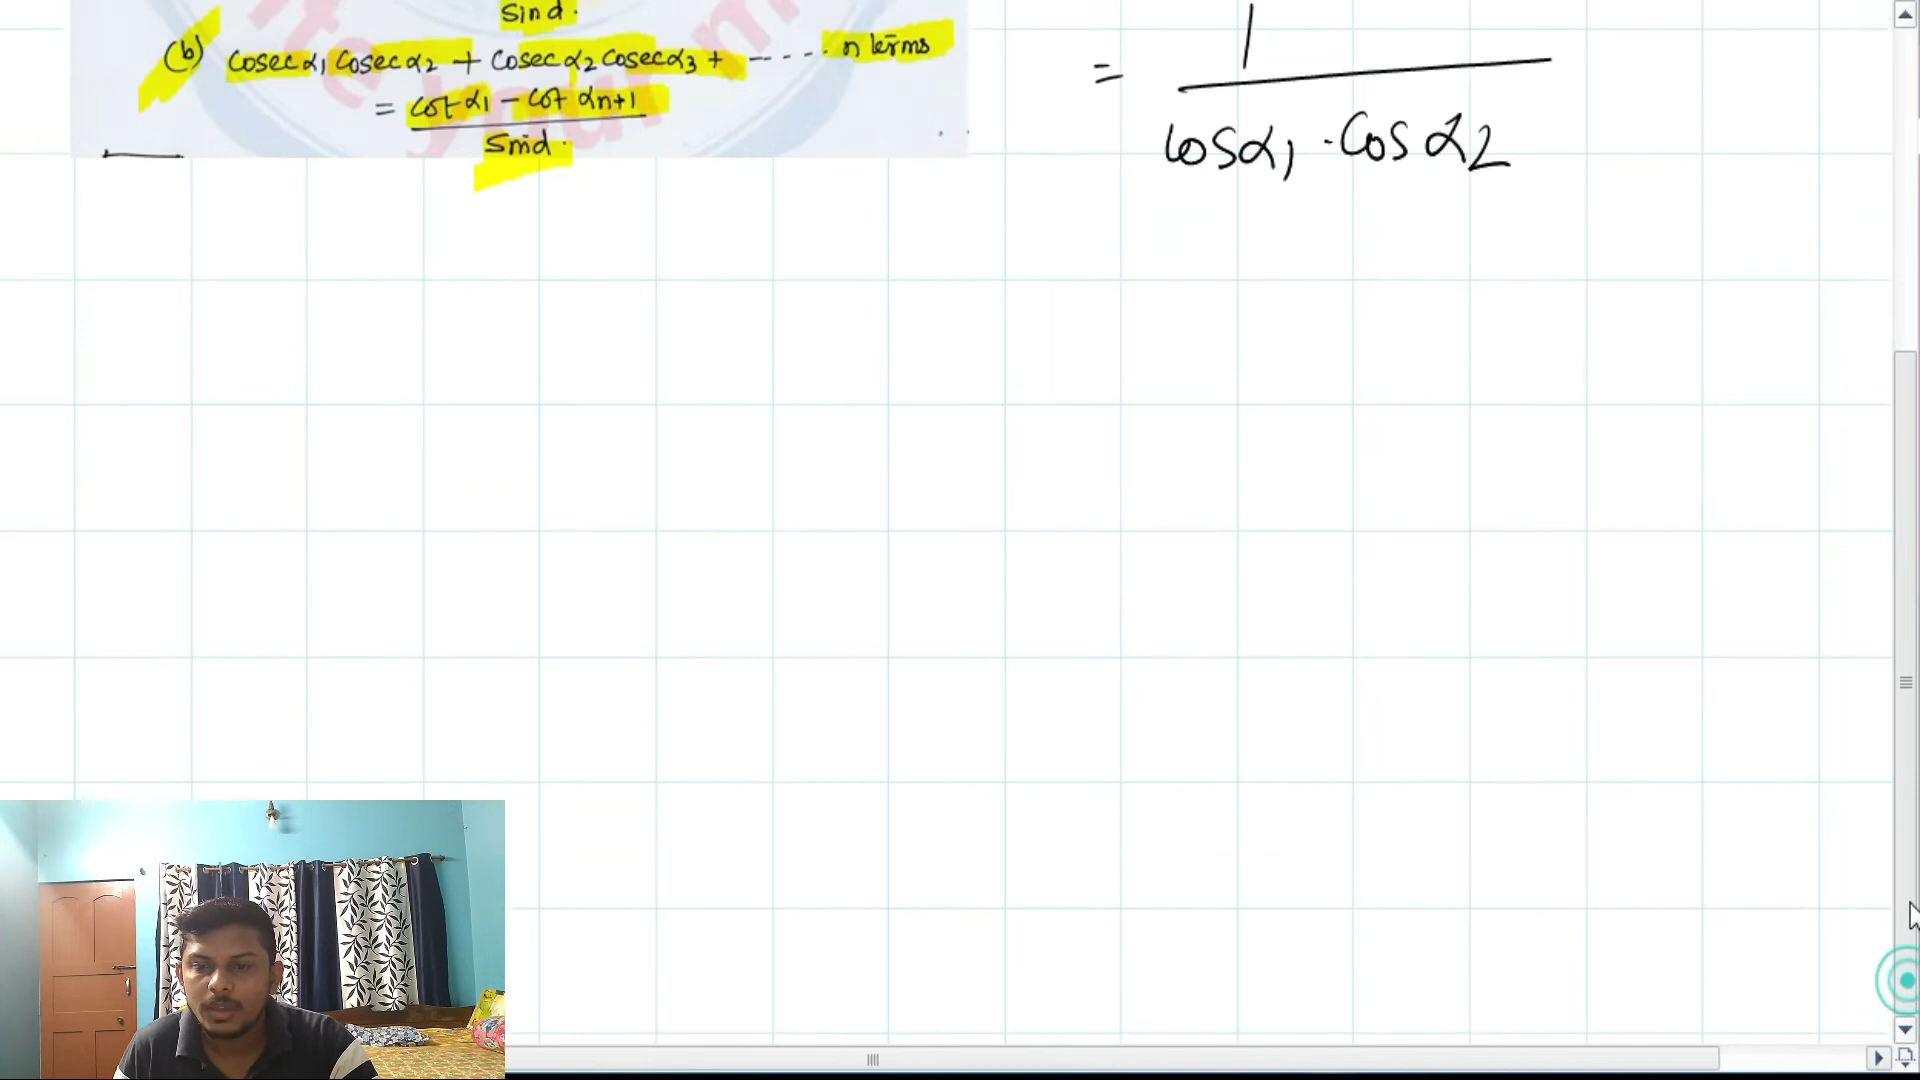 sin d.
(b) cosec α1 cosec α2 + cosec α2 cosec α3 + ----- n terms
= cot α1 - cot αn+1
sin d.
= 1
cos α1 . cos α2